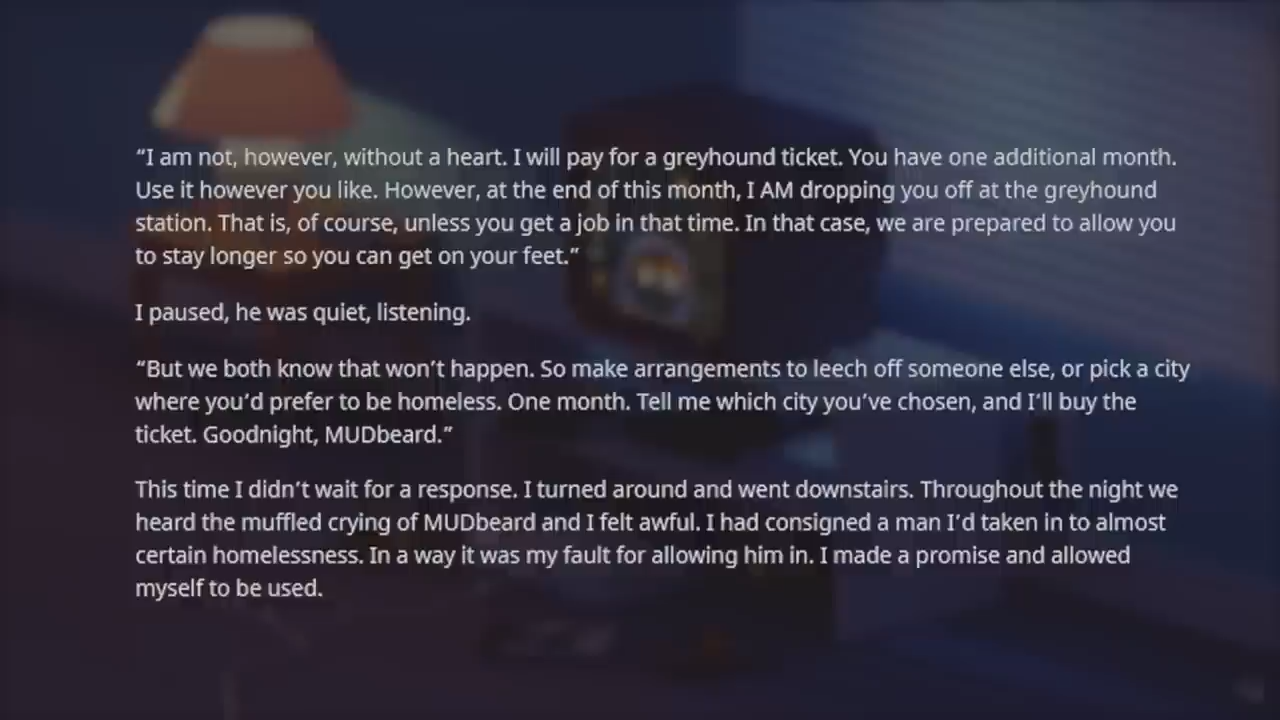 “I am not, however, without a heart. I will pay for a greyhound ticket. You have one additional month.
Use it however you like. However, at the end of this month, I AM dropping you off at the greyhound
station. That is, of course, unless you get a job in that time. In that case, we are prepared to allow you
to stay longer so you can get on your feet.”
I paused, he was quiet, listening.
“But we both know that won’t happen. So make arrangements to leech off someone else, or pick a city
where you’d prefer to be homeless. One month. Tell me which city you’ve chosen, and I’ll buy the
ticket. Goodnight, MUDbeard.”
This time I didn’t wait for a response. I turned around and went downstairs. Throughout the night we
heard the muffled crying of MUDbeard and I felt awful. I had consigned a man I’d taken in to almost
certain homelessness. In a way it was my fault for allowing him in. I made a promise and allowed
myself to be used.